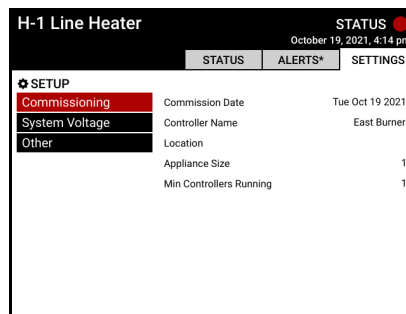 H-1 Line Heater
STATUS
October 19, 2021, 4:14 pm
STATUS ALERTS* SETTINGS
SETUP
Commissioning
Commission Date Tue Oct 19 2021
System Voltage
Controller Name East Burner
Other
Location
Appliance Size 1
Min Controllers Running 1